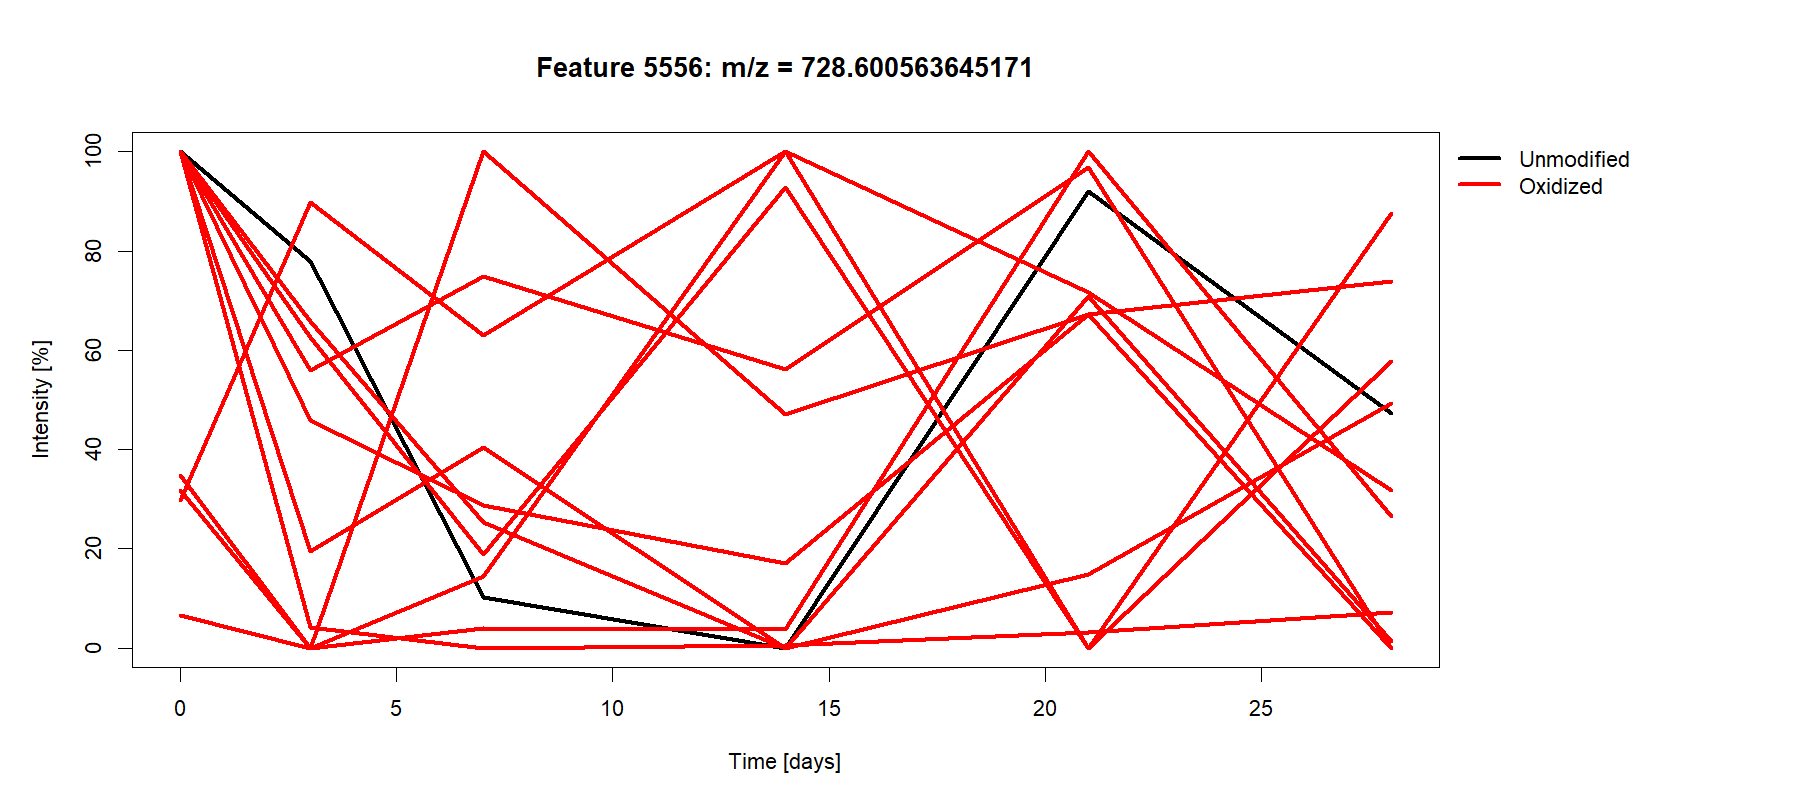 Feature 5556: m/z = 728.600563645171
Unmodified
Oxidized
Intensity [%]
100
80
60
40
20
0
0 5 10 15 20 25
Time [days]